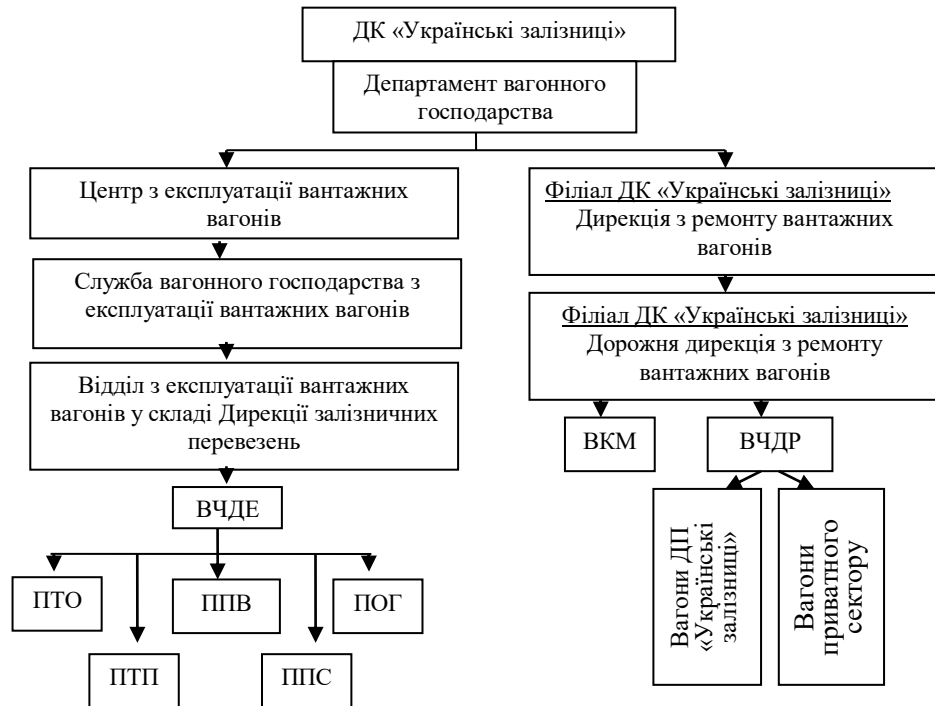 ДК «Українські залізниці»
Департамент вагонного
господарства
Центр з експлуатації вантажних
вагонів
Служба вагонного господарства з
експлуатації вантажних вагонів
Відділ з експлуатації вантажних
вагонів у складі Дирекції залізничних
перевезень
ВЧДЕ
ПТО
ППВ
ПОГ
ПТП
ППС
Філіал ДК «Українські залізниці»
Дирекція з ремонту вантажних
вагонів
Філіал ДК «Українські залізниці»
Дорожня дирекція з ремонту
вантажних вагонів
ВКМ
ВЧДР
Вагони ДП
«Українські
залізниці»
Вагони
приватного
сектору